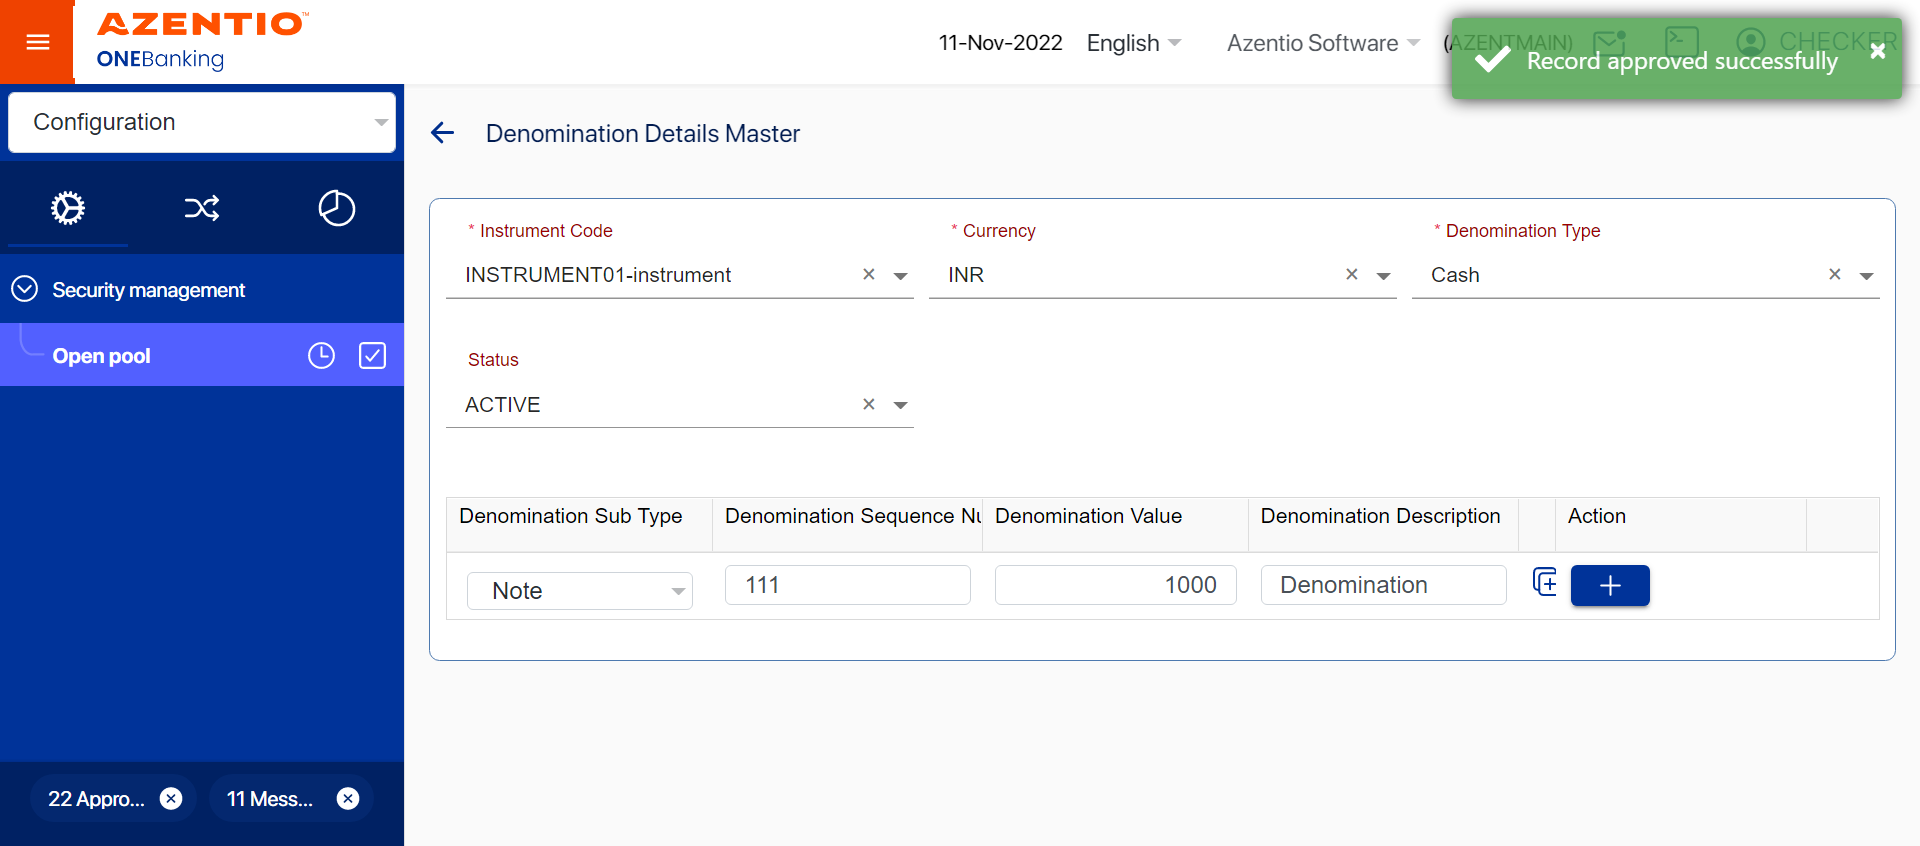 AZENTIO™
ONEBanking
11-Nov-2022
English
Azentio Software
(AZENTMAIN)
CHECKER
Record approved successfully
Configuration
Denomination Details Master
Security management
Open pool
* Instrument Code
* Currency
* Denomination Type
INSTRUMENT01-instrument
INR
Cash
Status
ACTIVE
Denomination Sub Type
Denomination Sequence Nu
Denomination Value
Denomination Description
Action
Note
111
1000
Denomination
22 Appro...
11 Mess...